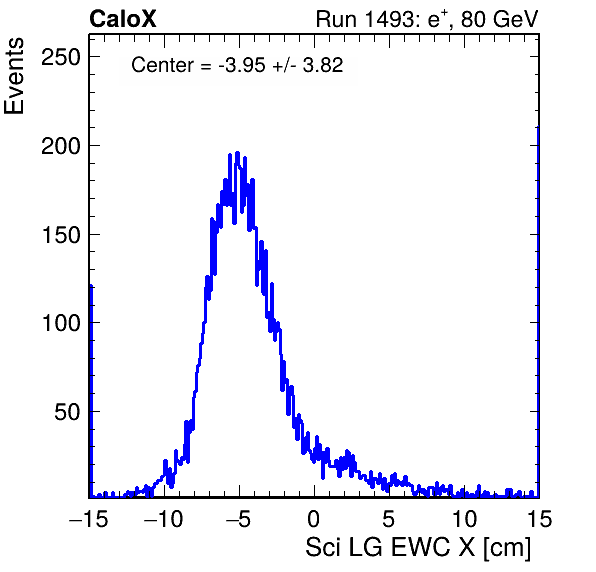 CaloX
Run 1493: e⁺, 80 GeV
Center = -3.95 +/- 3.82
Events
250
200
150
100
50
−15 −10 −5 0 5 10 15
Sci LG EWC X [cm]